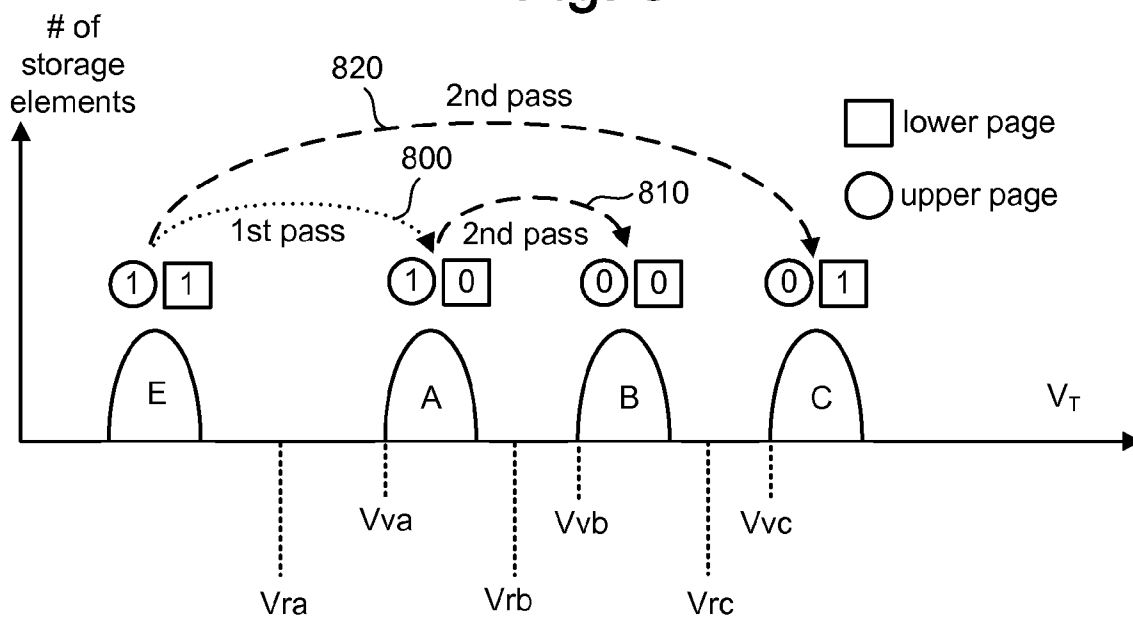 # of
storage
elements
820
2nd pass
lower page
800
810
upper page
1st pass
2nd pass
1 1
1 0
0 0
0 1
E
A
B
C
VT
Vva
Vvb
Vvc
Vra
Vrb
Vrc